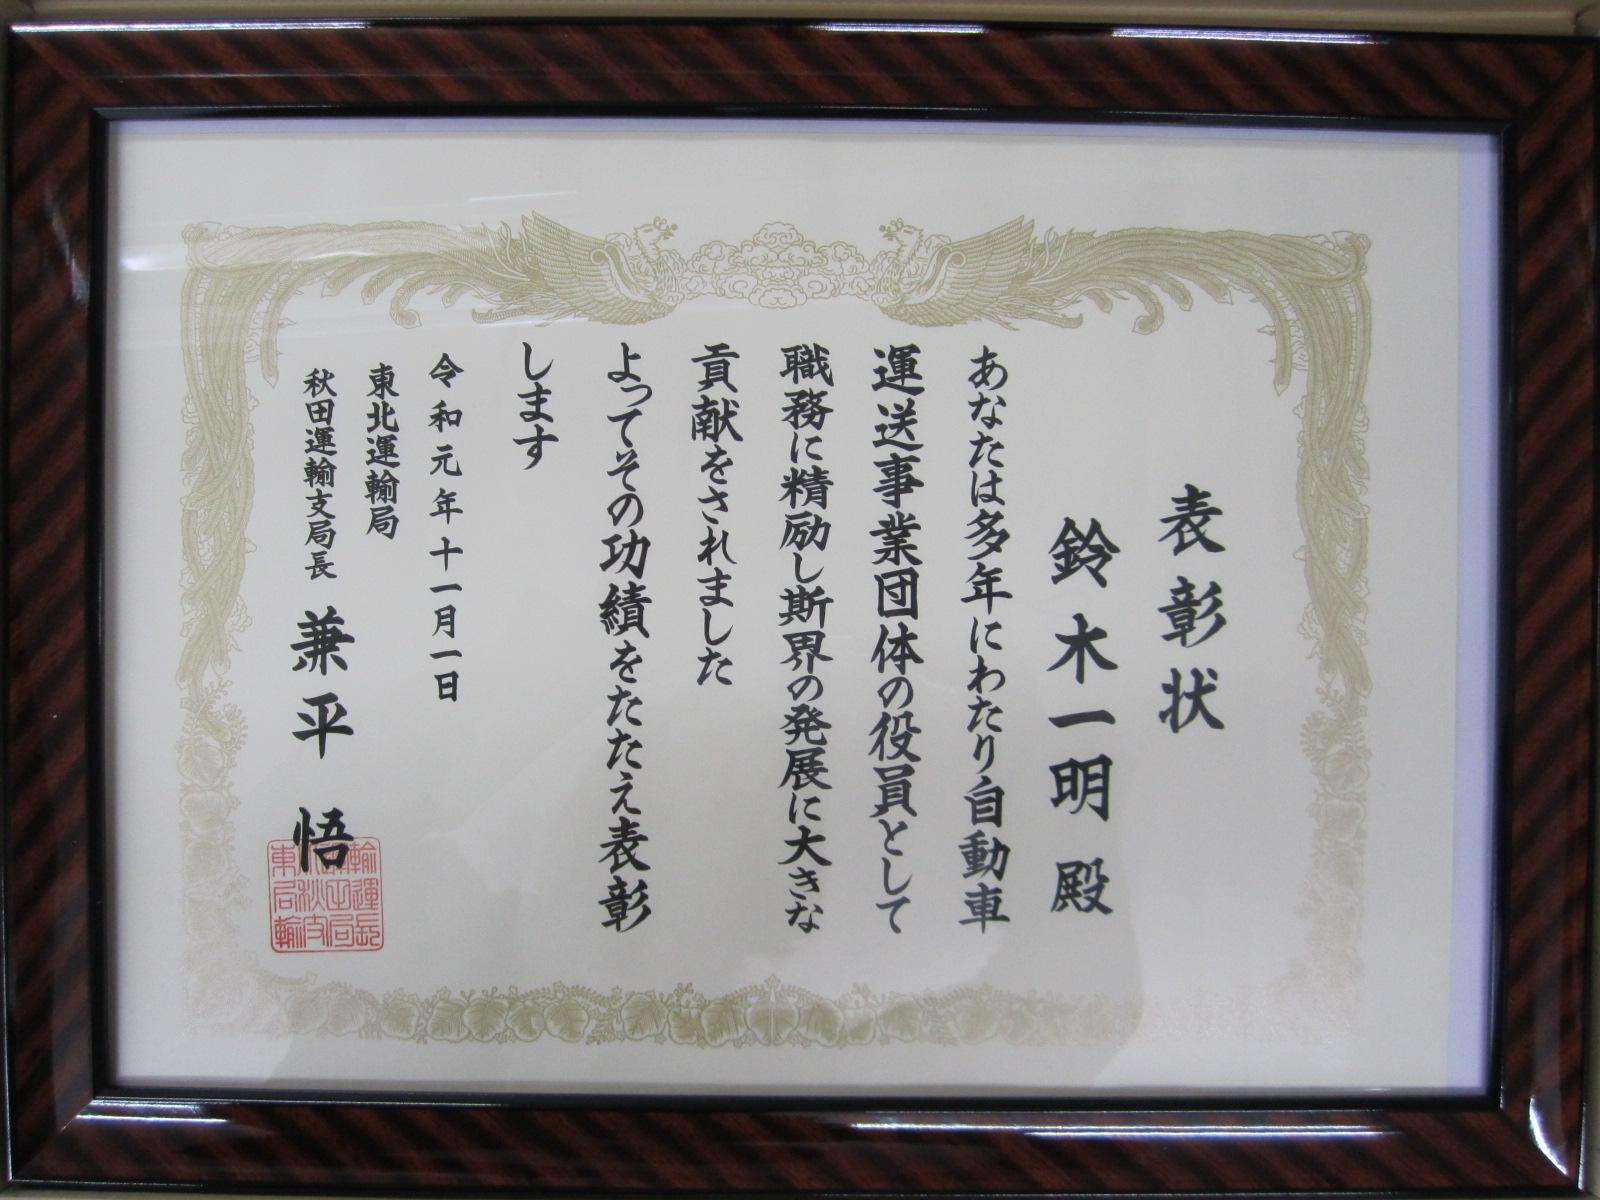 表彰状
鈴木一明 殿
あなたは多年にわたり自動車
運送事業団体の役員として
職務に精励し斯界の発展に大きな
貢献をされました
よってその功績をたたえ表彰
します
令和元年十一月一日
東北運輸局
秋田運輸支局長 兼平 悟